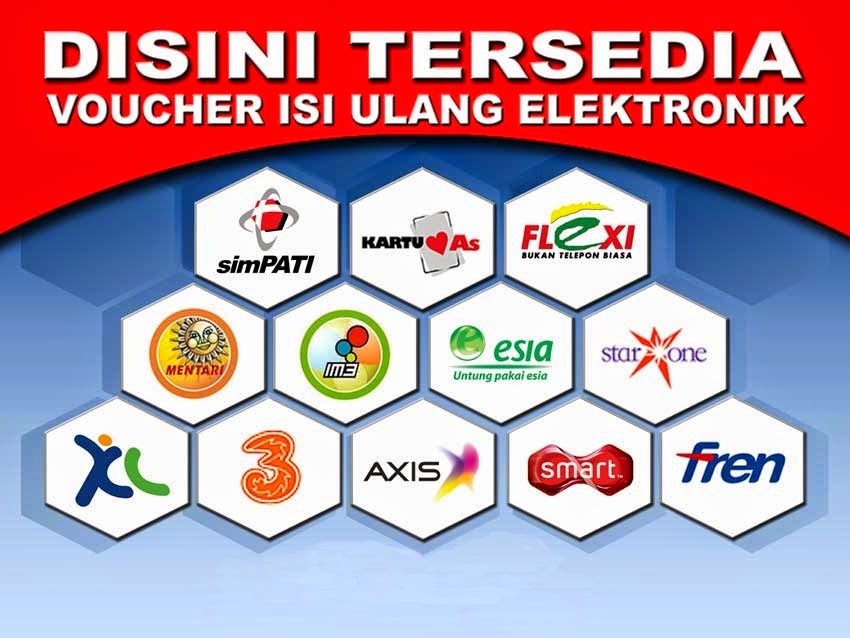 DISINI TERSEDIA
VOUCHER ISI ULANG ELEKTRONIK
simPATI
KARTU As
FLEXI
BUKAN TELEPON BIASA
MENTARI
IM3
e esia
Untung pakai esia
star one
XL
3
AXIS
smart
fren